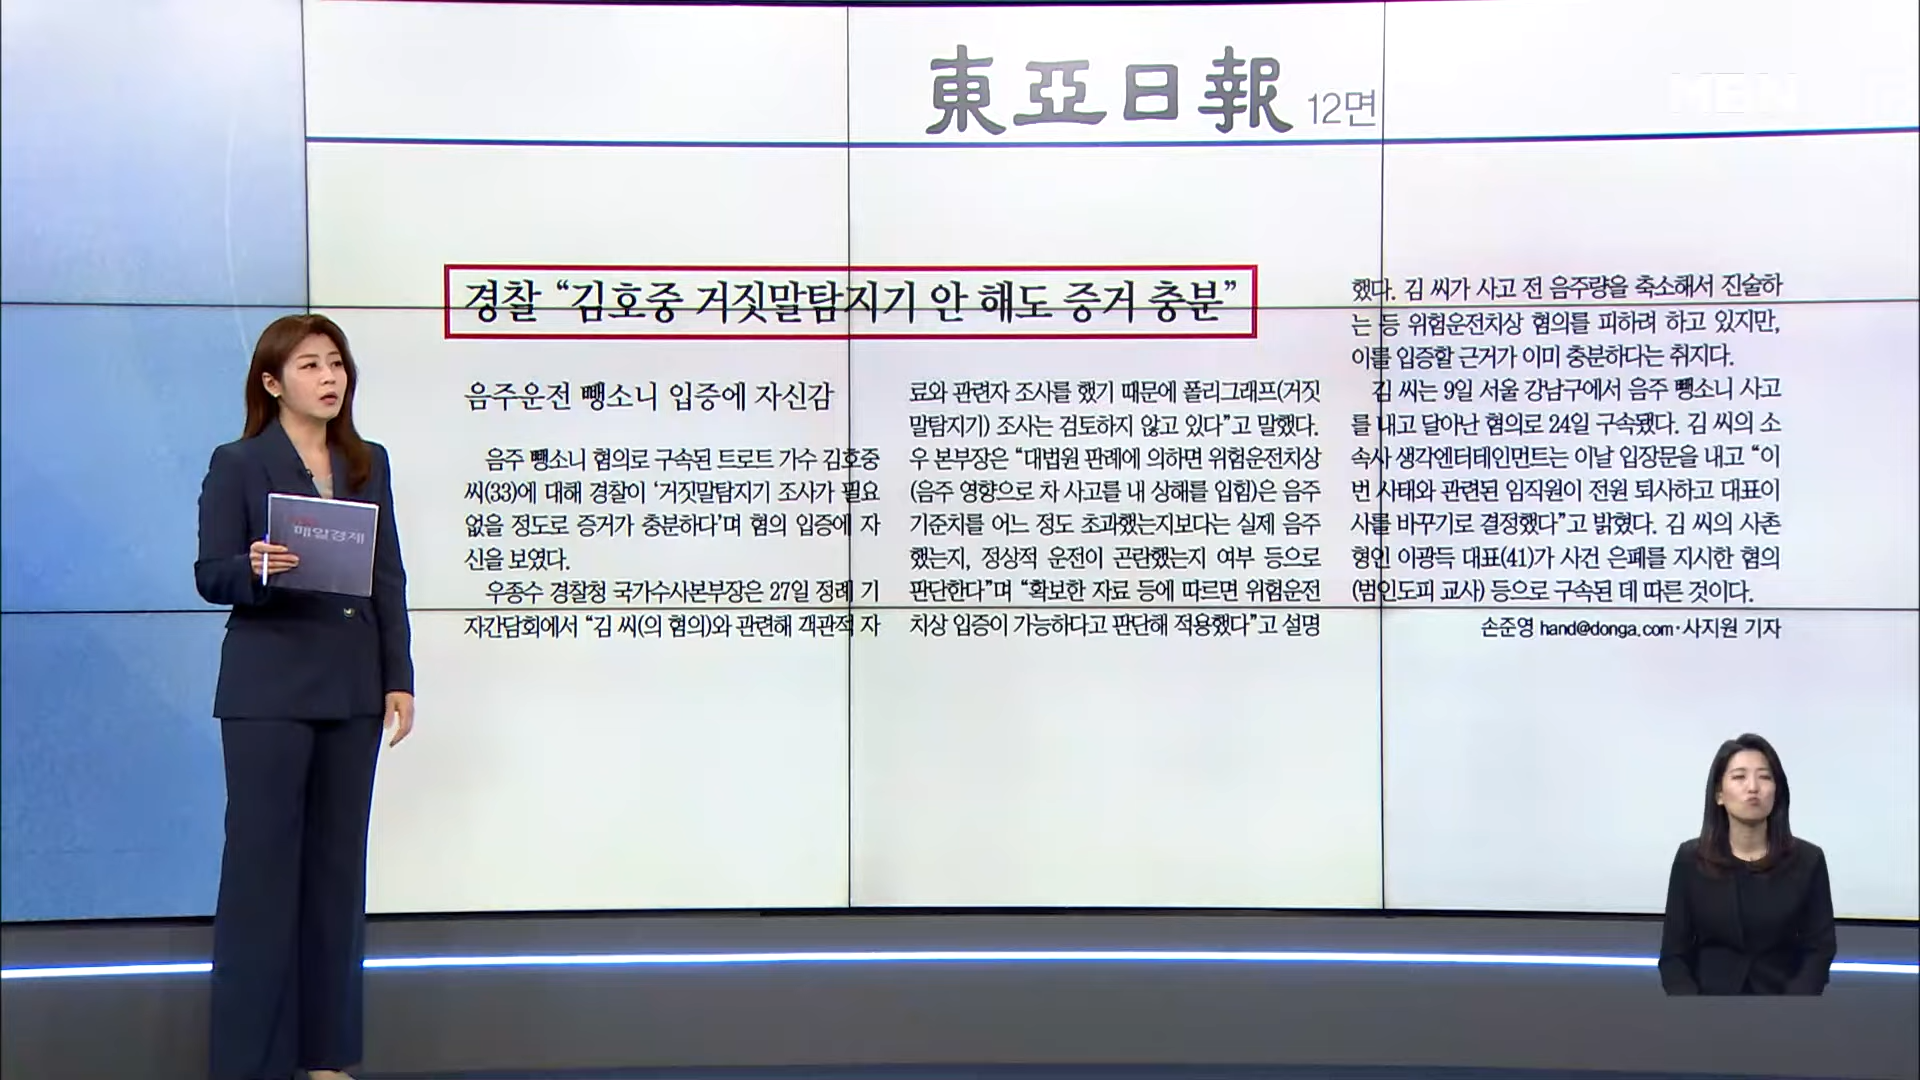 東亞日報 12면
MBN
경찰 “김호중 거짓말탐지기 안 해도 증거 충분”
음주운전 뺑소니 입증에 자신감
음주 뺑소니 혐의로 구속된 트로트 가수 김호중
씨(33)에 대해 경찰이 ‘거짓말탐지기 조사가 필요
없을 정도로 증거가 충분하다’며 혐의 입증에 자
신을 보였다.
우종수 경찰청 국가수사본부장은 27일 정례 기
자간담회에서 “김 씨(의 혐의)와 관련해 객관적 자
료와 관련자 조사를 했기 때문에 폴리그래프(거짓
말탐지기) 조사는 검토하지 않고 있다”고 말했다.
우 본부장은 “대법원 판례에 의하면 위험운전치상
(음주 영향으로 차 사고를 내 상해를 입힘)은 음주
기준치를 어느 정도 초과했는지보다는 실제 음주
했는지, 정상적 운전이 곤란했는지 여부 등으로
판단한다”며 “확보한 자료 등에 따르면 위험운전
치상 입증이 가능하다고 판단해 적용했다”고 설명
했다. 김 씨가 사고 전 음주량을 축소해서 진술하
는 등 위험운전치상 혐의를 피하려 하고 있지만,
이를 입증할 근거가 이미 충분하다는 취지다.
김 씨는 9일 서울 강남구에서 음주 뺑소니 사고
를 내고 달아난 혐의로 24일 구속됐다. 김 씨의 소
속사 생각엔터테인먼트는 이날 입장문을 내고 “이
번 사태와 관련된 임직원이 전원 퇴사하고 대표이
사를 바꾸기로 결정했다”고 밝혔다. 김 씨의 사촌
형인 이광득 대표(41)가 사건 은폐를 지시한 혐의
(범인도피 교사) 등으로 구속된 데 따른 것이다.
손준영 hand@donga.com·사지원 기자
매일경제